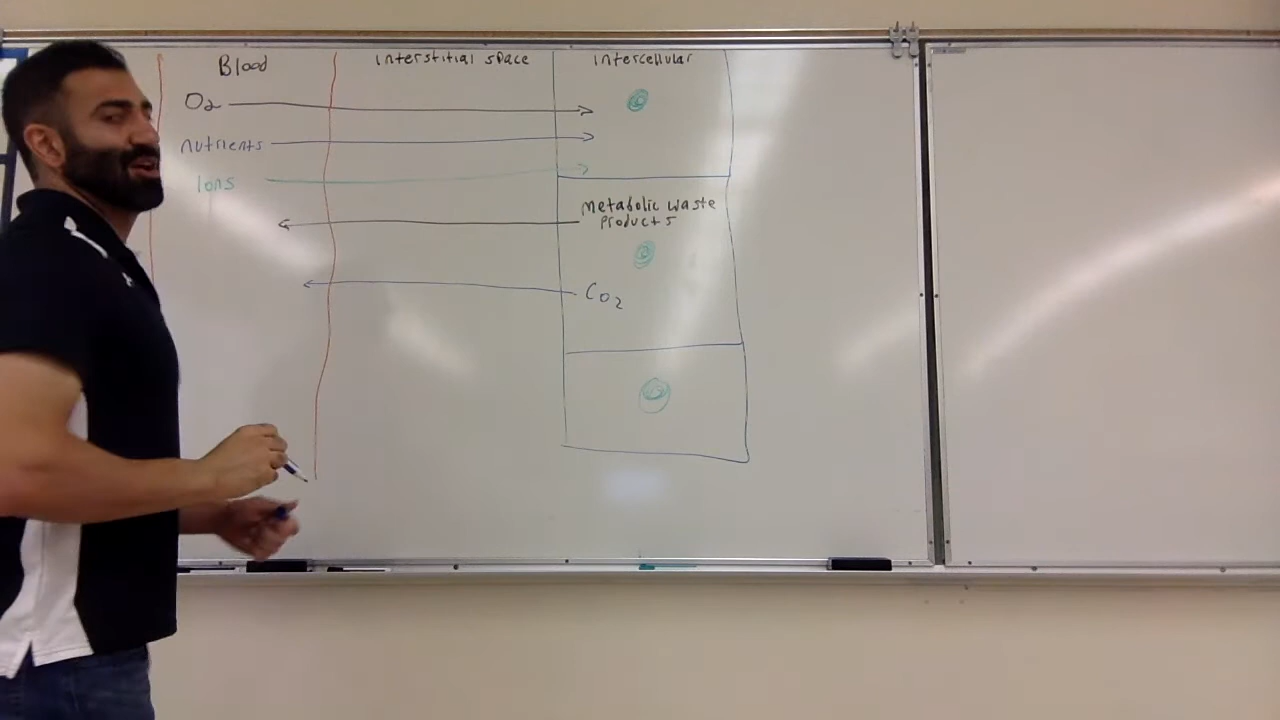 Blood
Interstitial space
Intercellular
O2
nutrients
Ions
Metabolic waste
products
CO2